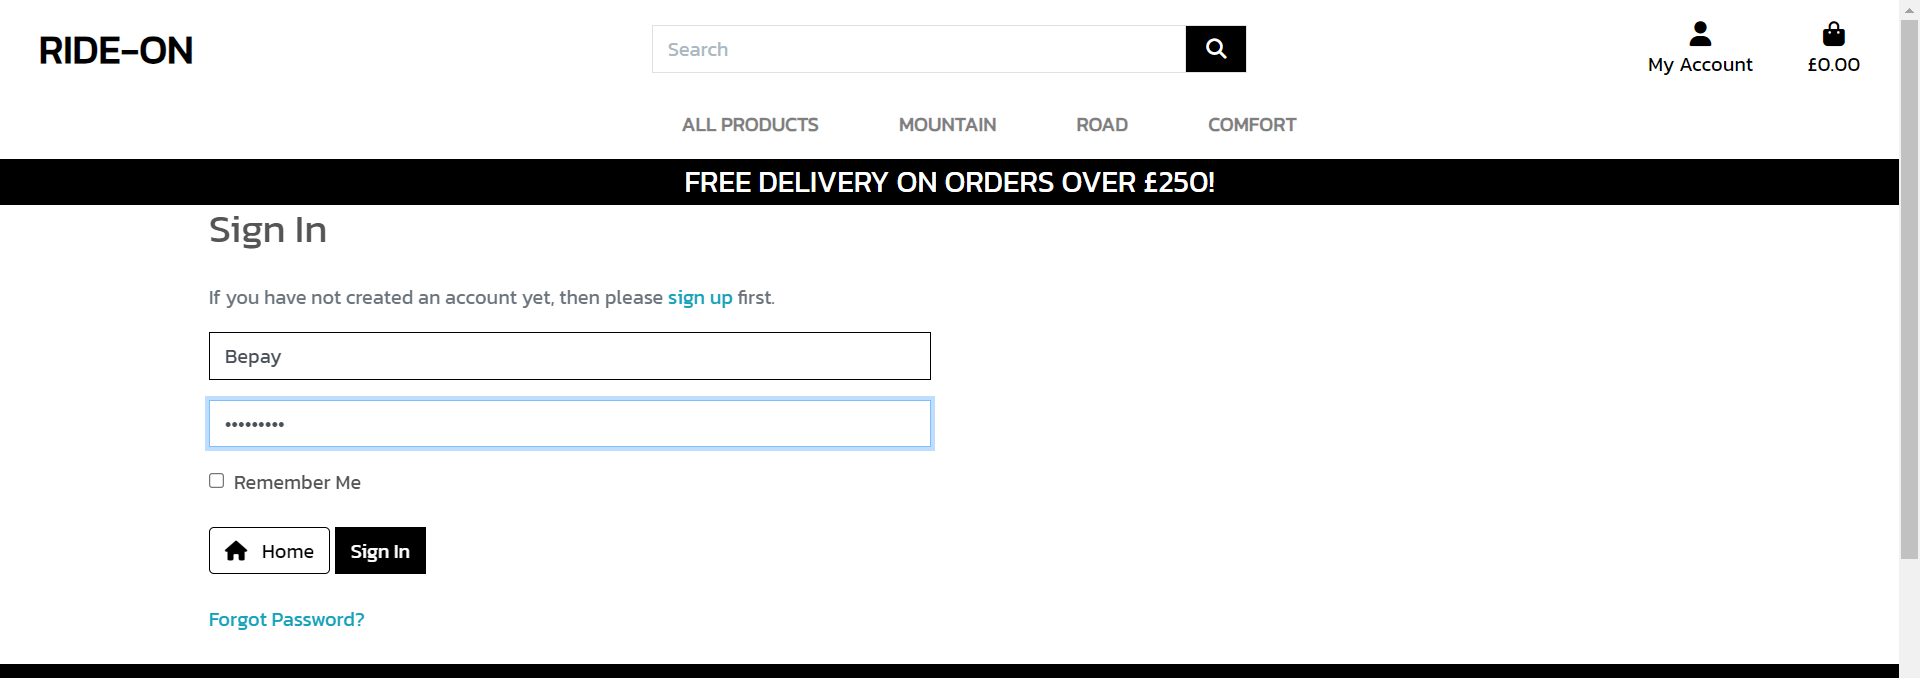 RIDE-ON
Search
My Account
£0.00
ALL PRODUCTS
MOUNTAIN
ROAD
COMFORT
FREE DELIVERY ON ORDERS OVER £250!
Sign In
If you have not created an account yet, then please sign up first.
Bepay
•••••••••
Remember Me
Home
Sign In
Forgot Password?